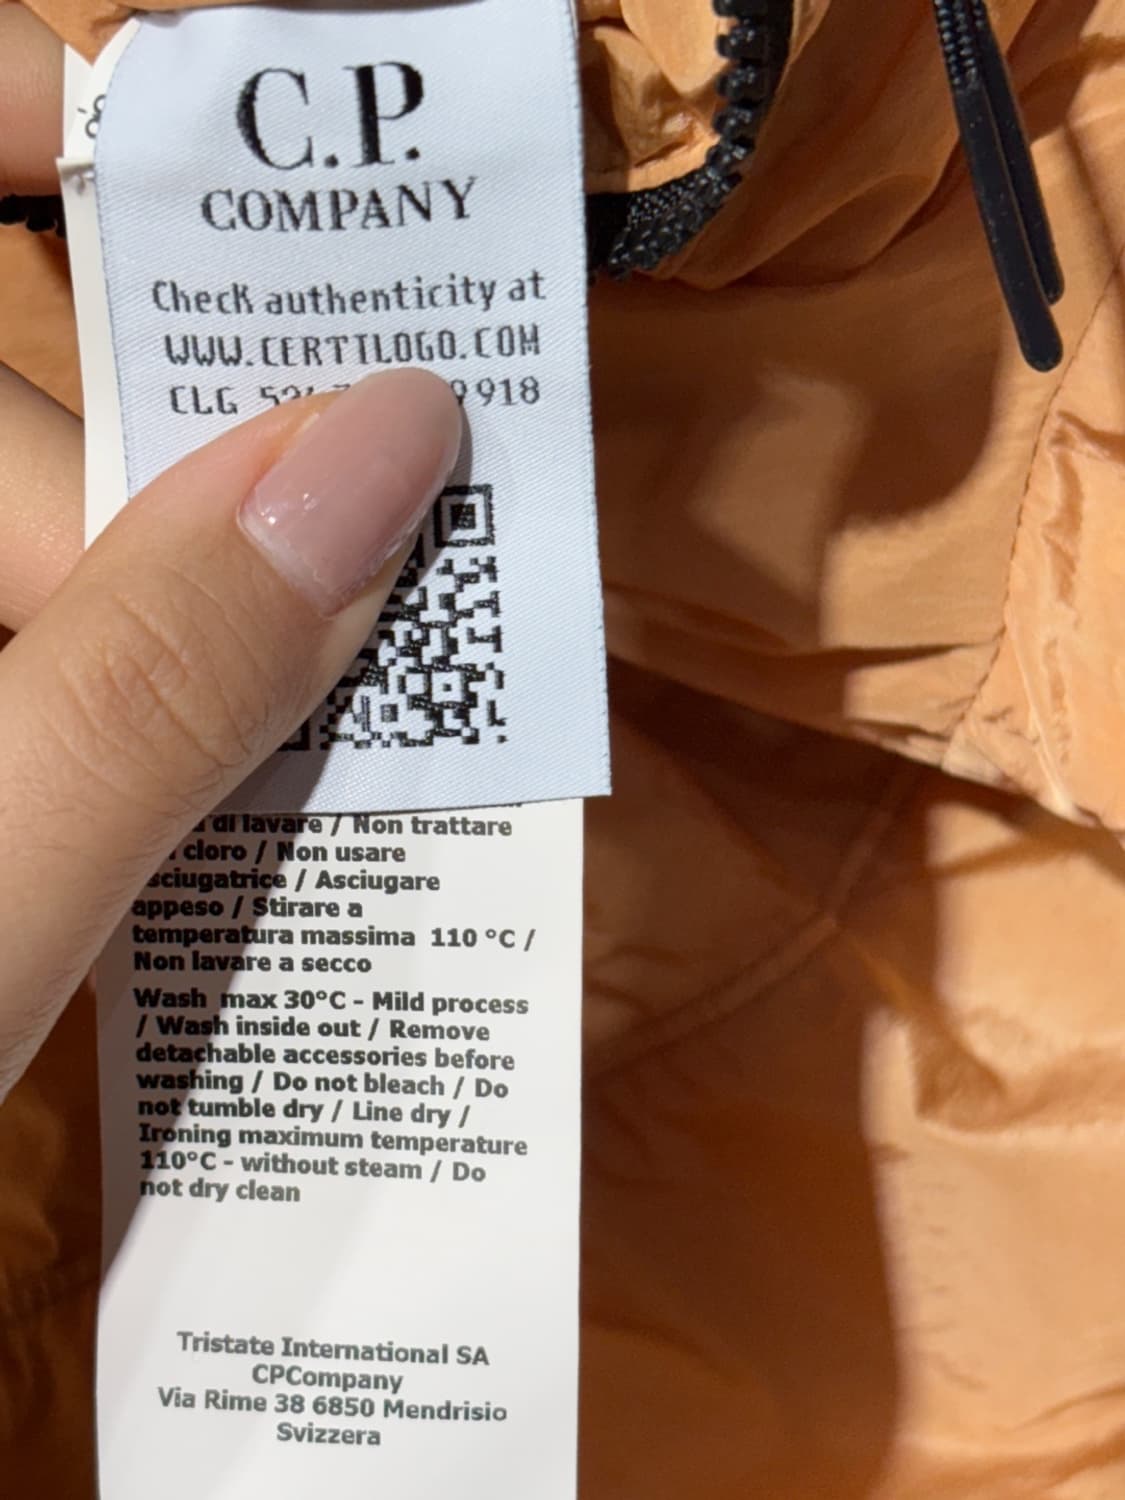 C.P.
COMPANY
Check authenticity at
WWW.CERTILOGO.COM
CLG 918
di lavare / Non trattare
cloro / Non usare
/ Asciugare
appeso / Stirare a
temperatura massima 110 °C /
Non lavare a secco
Wash max 30°C - Mild process
/ Wash inside out / Remove
detachable accessories before
washing / Do not bleach / Do
not tumble dry / Line dry /
Ironing maximum temperature
110°C - without steam / Do
not dry clean
Tristate International SA
CPCompany
Via Rime 38 6850 Mendrisio
Svizzera